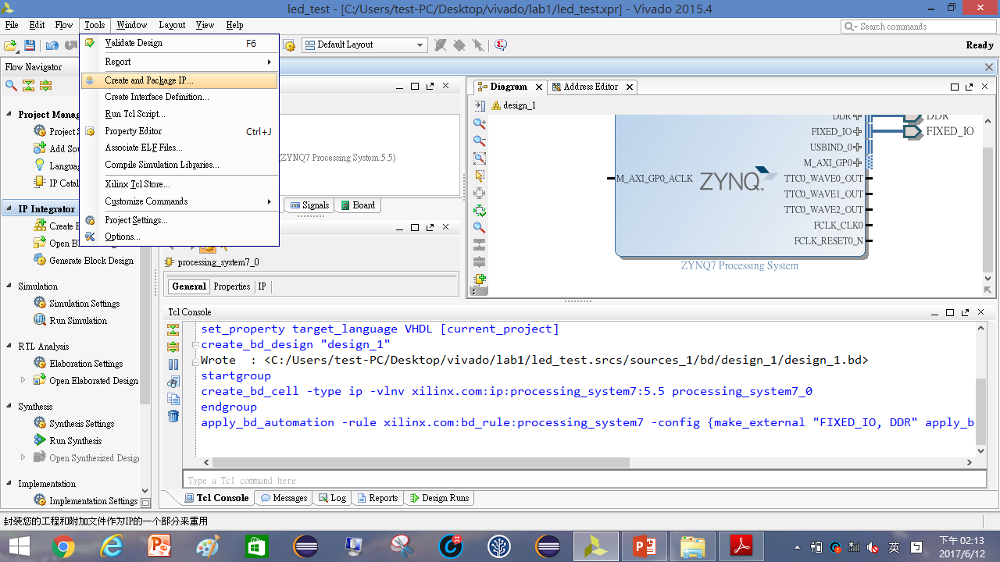 led_test - [C:/Users/test-PC/Desktop/vivado/lab1/led_test.xpr] - Vivado 2015.4
File Edit Flow Tools Window Layout View Help
Search commands
Default Layout
Ready
Flow Navigator
Validate Design F6
Report
Create and Package IP...
Create Interface Definition...
Run Tcl Script...
Property Editor Ctrl+J
Associate ELF Files...
Compile Simulation Libraries...
Xilinx Tcl Store...
Customize Commands
Project Settings...
Options...
Project Manag
Project S
Add Sou
Langua
IP Catal
IP Integrator
Create B
Open Bl
Generate Block Design
Simulation
Simulation Settings
Run Simulation
RTL Analysis
Elaboration Settings
Open Elaborated Design
Synthesis
Synthesis Settings
Run Synthesis
Open Synthesized Design
Implementation
Implementation Settings
(ZYNQ7 Processing System:5.5)
Signals Board
processing_system7_0
General Properties IP
Diagram Address Editor
design_1
DDR DDR
FIXED_IO FIXED_IO
USBIND_0
M_AXI_GP0
M_AXI_GP0_ACLK ZYNQ TTC0_WAVE0_OUT
TTC0_WAVE1_OUT
TTC0_WAVE2_OUT
FCLK_CLK0
FCLK_RESET0_N
ZYNQ7 Processing System
Tcl Console
set_property target_language VHDL [current_project]
create_bd_design "design_1"
Wrote : <C:/Users/test-PC/Desktop/vivado/lab1/led_test.srcs/sources_1/bd/design_1/design_1.bd>
startgroup
create_bd_cell -type ip -vlnv xilinx.com:ip:processing_system7:5.5 processing_system7_0
endgroup
apply_bd_automation -rule xilinx.com:bd_rule:processing_system7 -config {make_external "FIXED_IO, DDR" apply_b
Type a Tcl command here
Tcl Console Messages Log Reports Design Runs
封装您的工程和附加文件作为IP的一个部分来重用
英
下午 02:13
2017/6/12